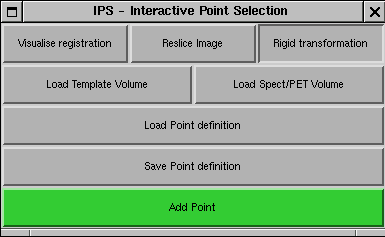 IPS - Interactive Point Selection
Visualise registration Reslice Image Rigid transformation
Load Template Volume Load Spect/PET Volume
Load Point definition
Save Point definition
Add Point